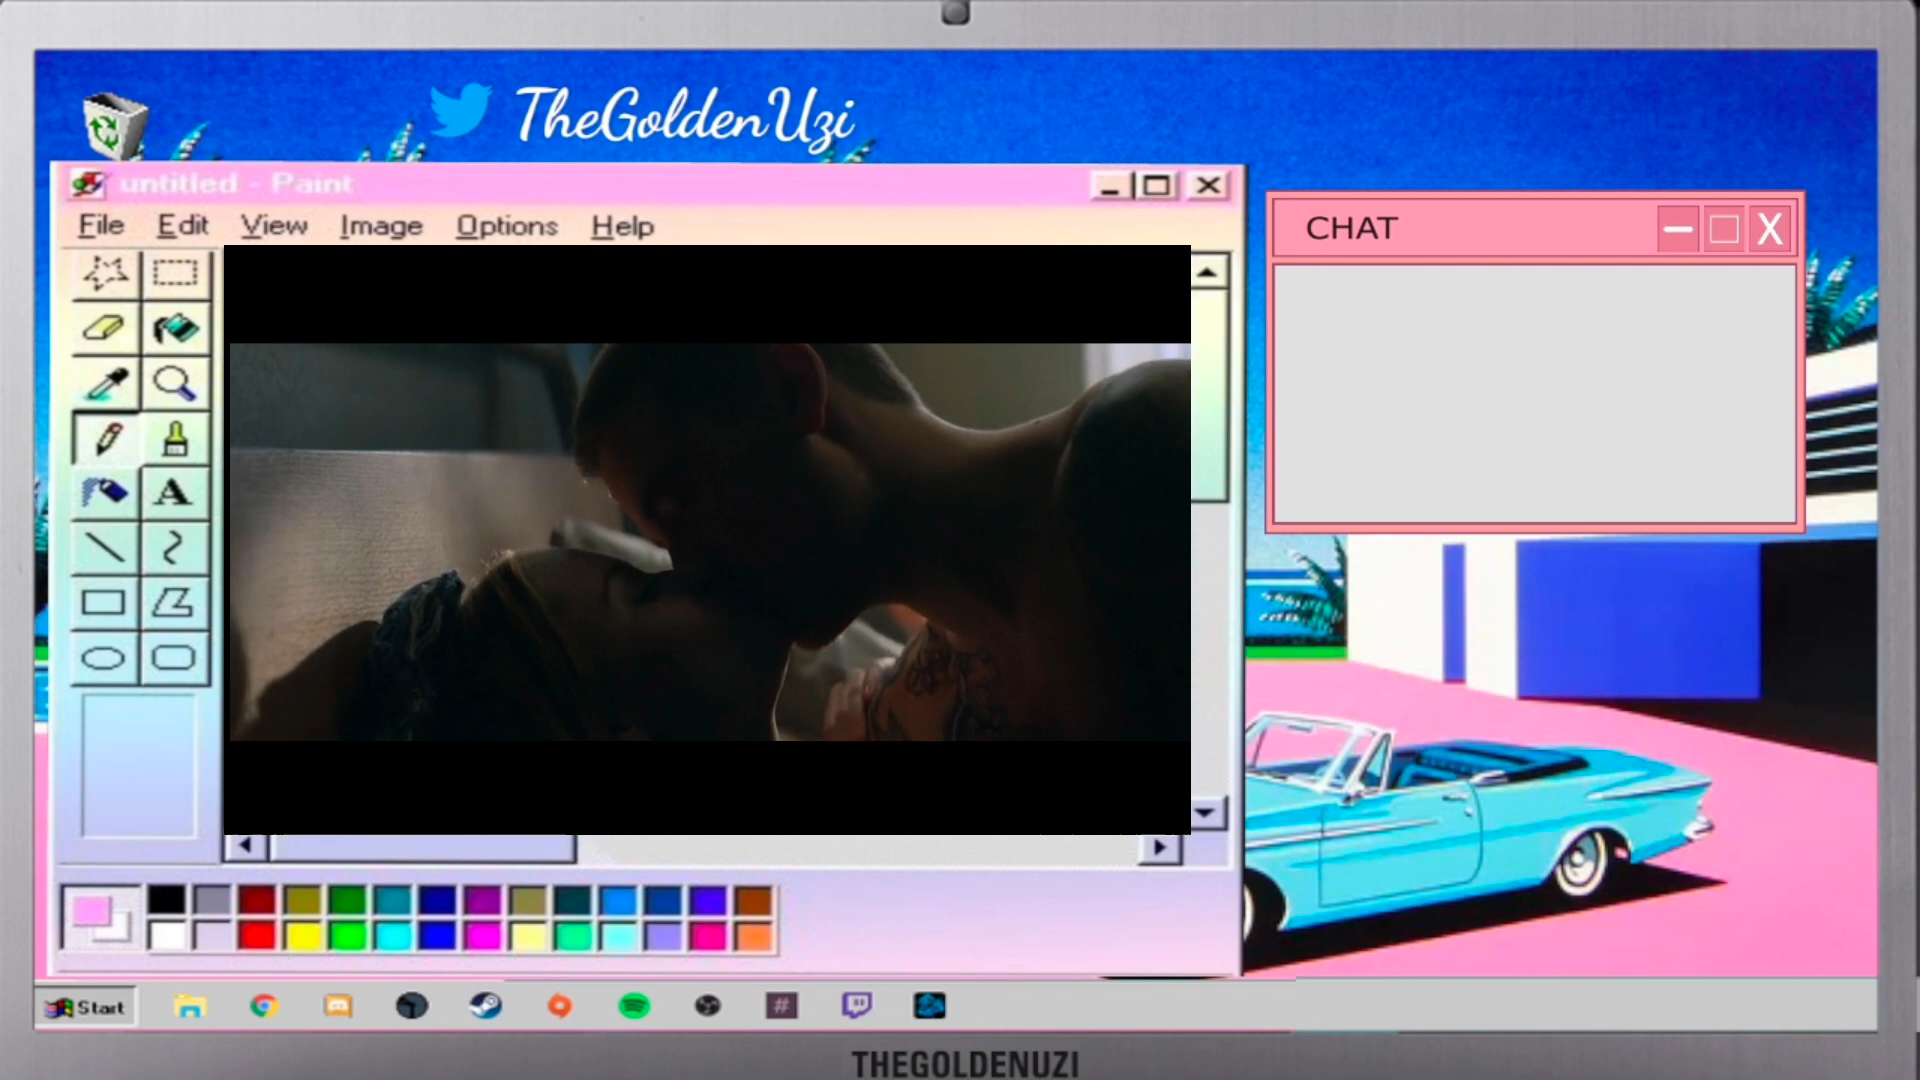 TheGoldenUzi
untitled - Paint
File Edit View Image Options Help
CHAT
X
A
Start
#
THEGOLDENUZI